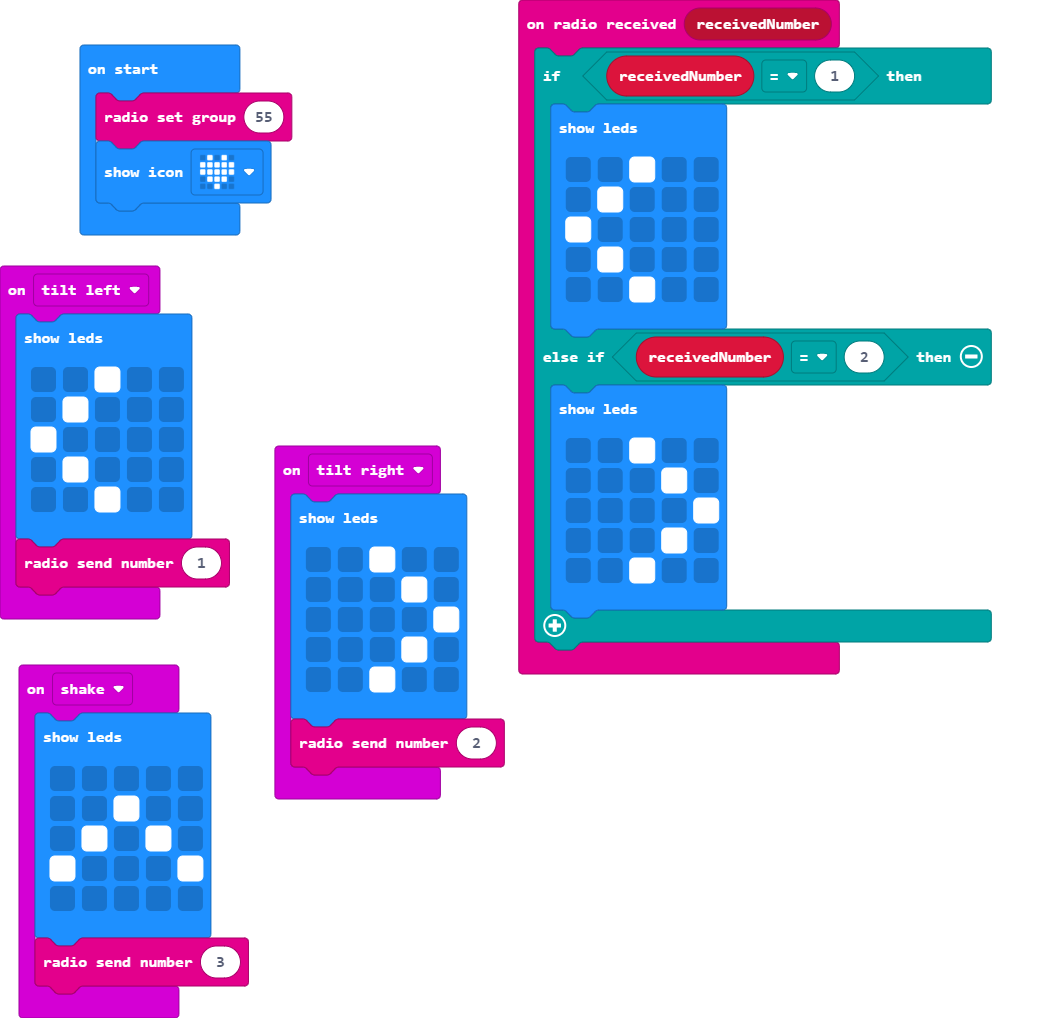 on start
radio set group 55
show icon
on tilt left
show leds
radio send number 1
on shake
show leds
radio send number 3
on tilt right
show leds
radio send number 2
on radio received receivedNumber
if receivedNumber = 1 then
show leds
else if receivedNumber = 2 then
show leds